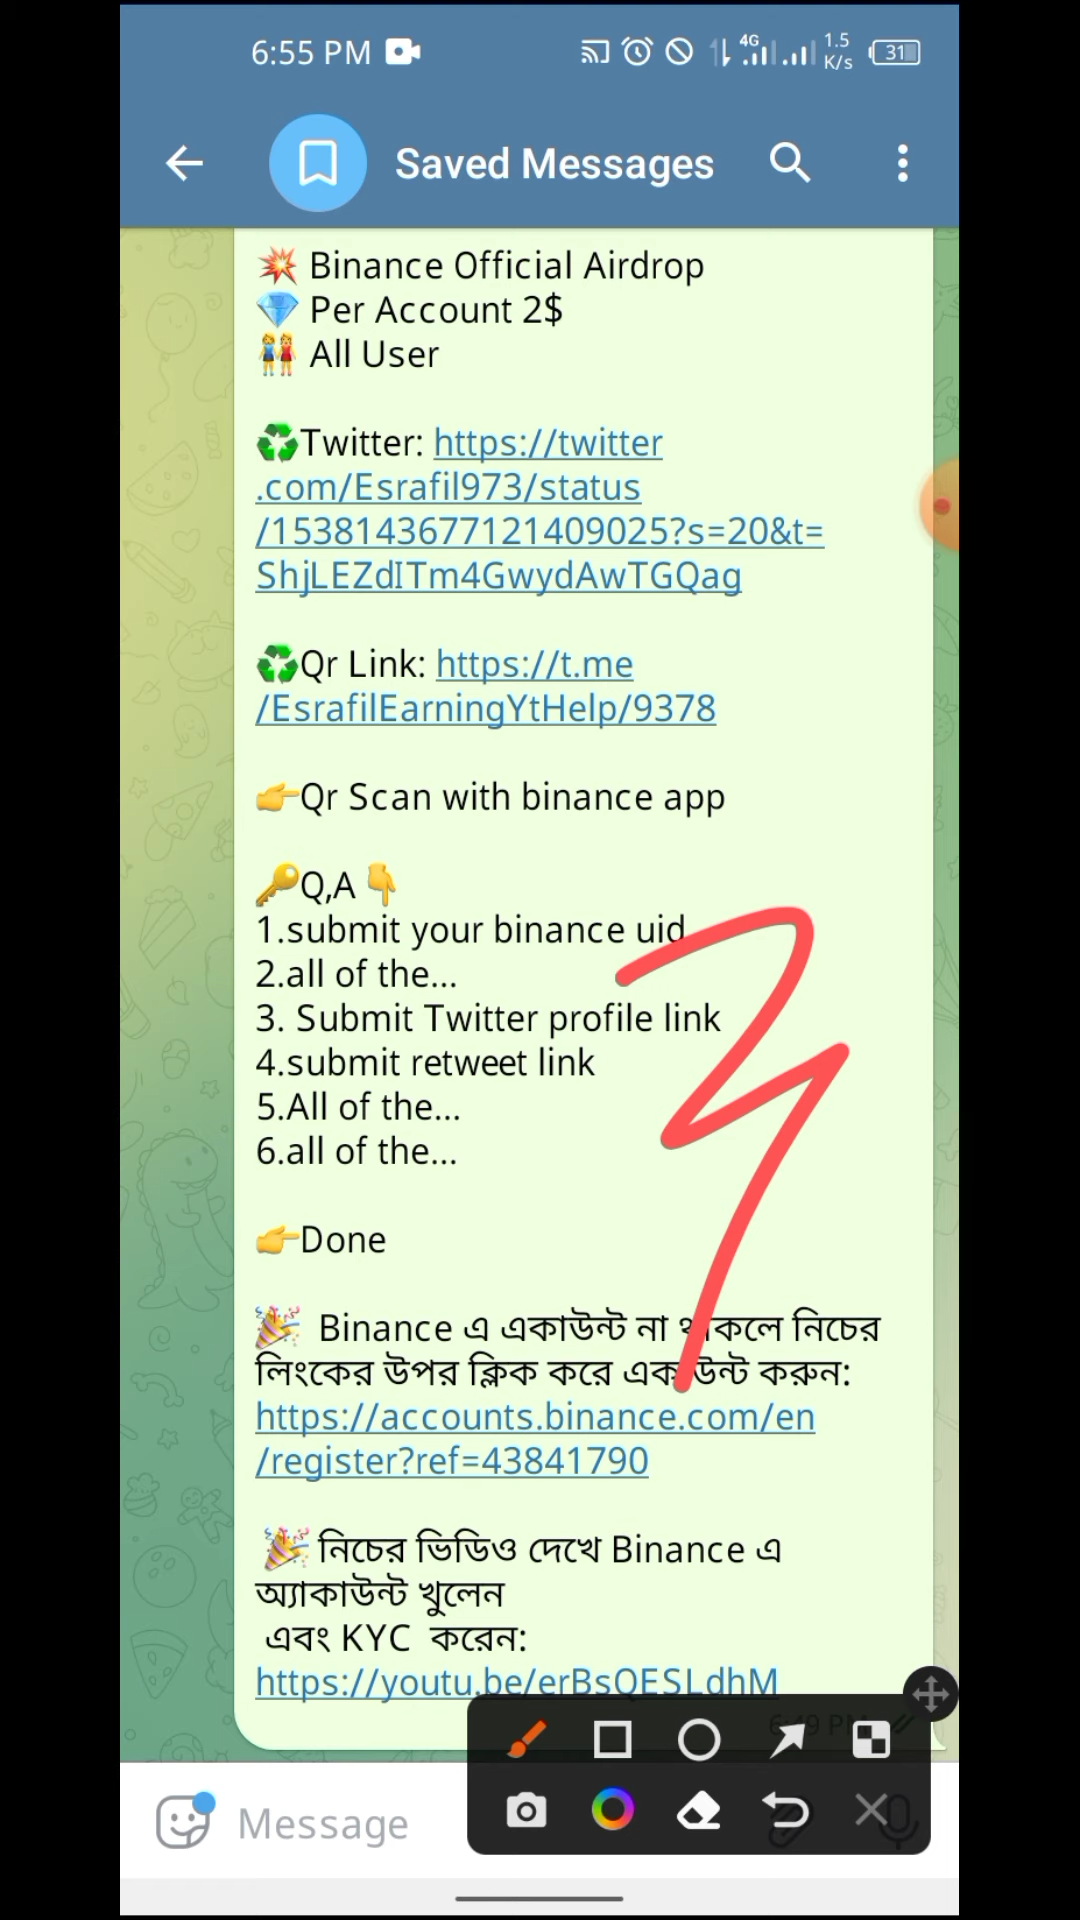 6:55 PM
4G
1.5
K/s
31
Saved Messages
💥 Binance Official Airdrop
💎 Per Account 2$
👭 All User
♻️Twitter: https://twitter
.com/Esrafil973/status
/1538143677121409025?s=20&t=
ShjLEZdITm4GwydAwTGQag
♻️Qr Link: https://t.me
/EsrafilEarningYtHelp/9378
👉Qr Scan with binance app
🔑Q,A👇
1.submit your binance uid
2.all of the...
3. Submit Twitter profile link
4.submit retweet link
5.All of the...
6.all of the...
👉Done
🎉 Binance এ একাউন্ট না থাকলে নিচের
লিংকের উপর ক্লিক করে একাউন্ট করুন:
https://accounts.binance.com/en
/register?ref=43841790
🎉 নিচের ভিডিও দেখে Binance এ
অ্যাকাউন্ট খুলেন
এবং KYC করেন:
https://youtu.be/erBsQESLdhM
6:49 PM
Message